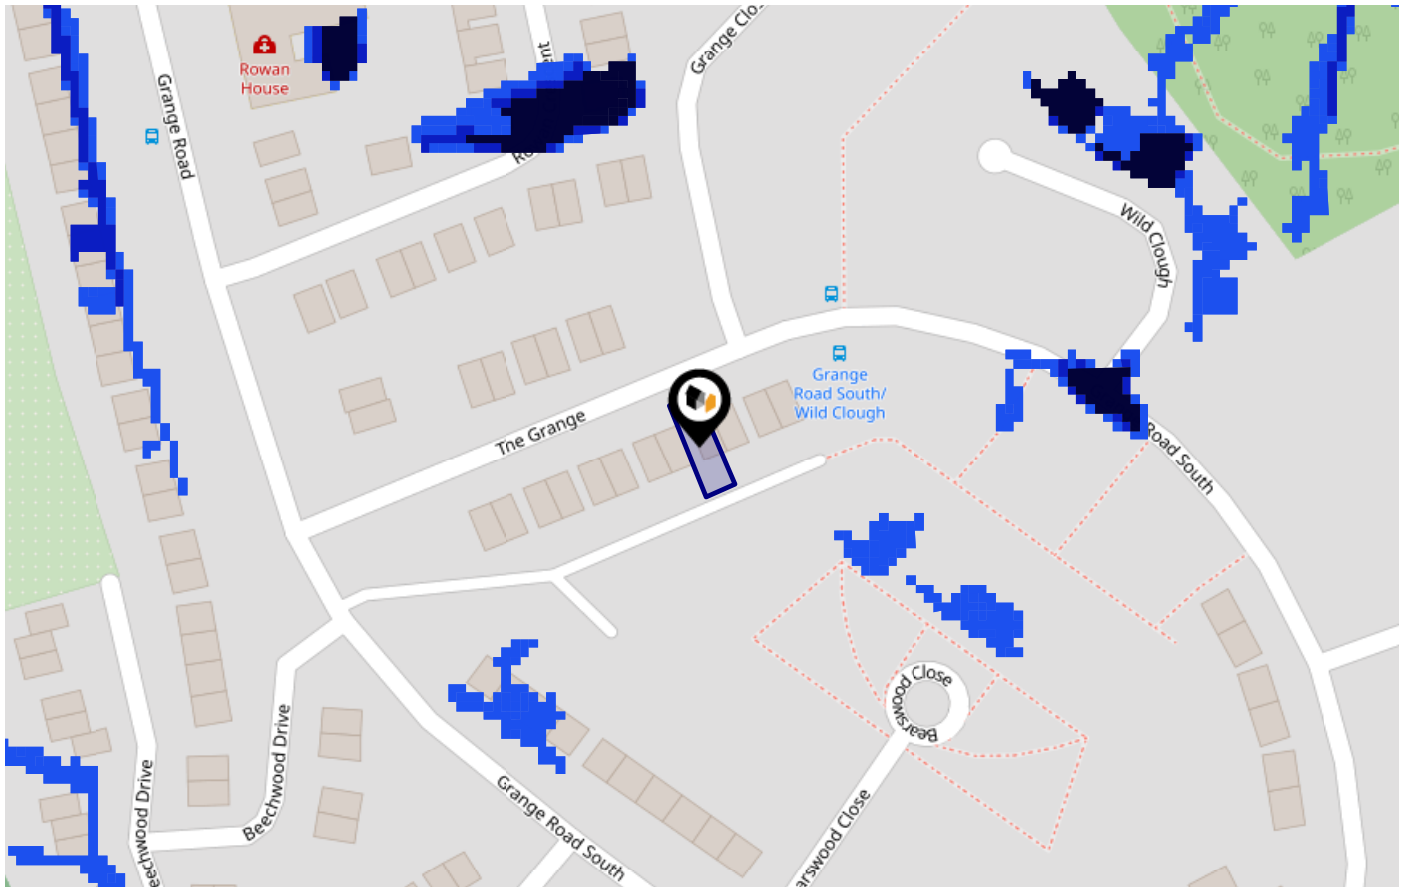 Grange Clo
Rowan
House
Grange Road
Wild Clough
Grange
Road South/
Wild Clough
The Grange
Road South
Bearswood Close
Beechwood Drive
Beechwood Drive
Grange Road South
arswood Close